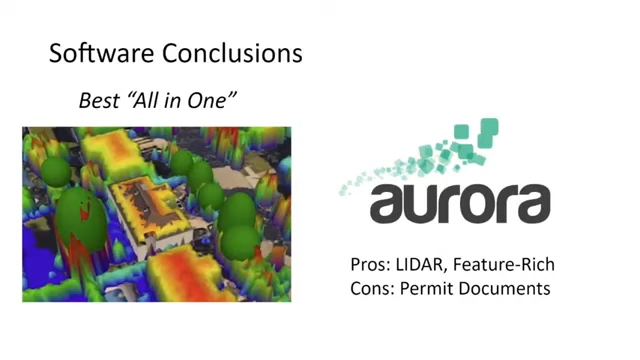 Software Conclusions
Best “All in One”
aurora
Pros: LIDAR, Feature-Rich
Cons: Permit Documents